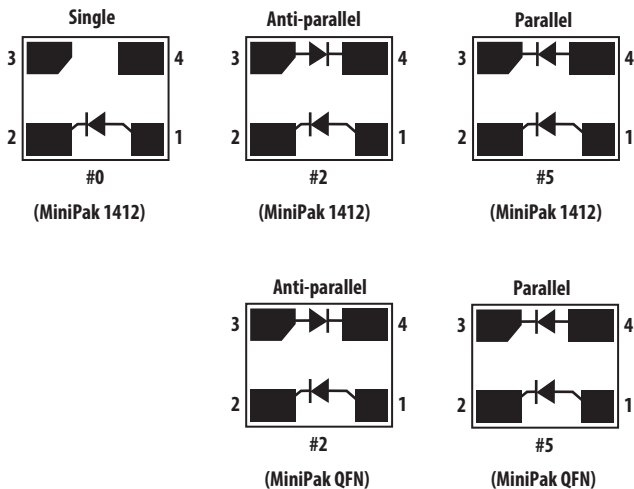 Single Anti-parallel Parallel
3 4 3 4 3 4
2 1 2 1 2 1
#0 #2 #5
(MiniPak 1412) (MiniPak 1412) (MiniPak 1412)
Anti-parallel Parallel
3 4 3 4
2 1 2 1
#2 #5
(MiniPak QFN) (MiniPak QFN)